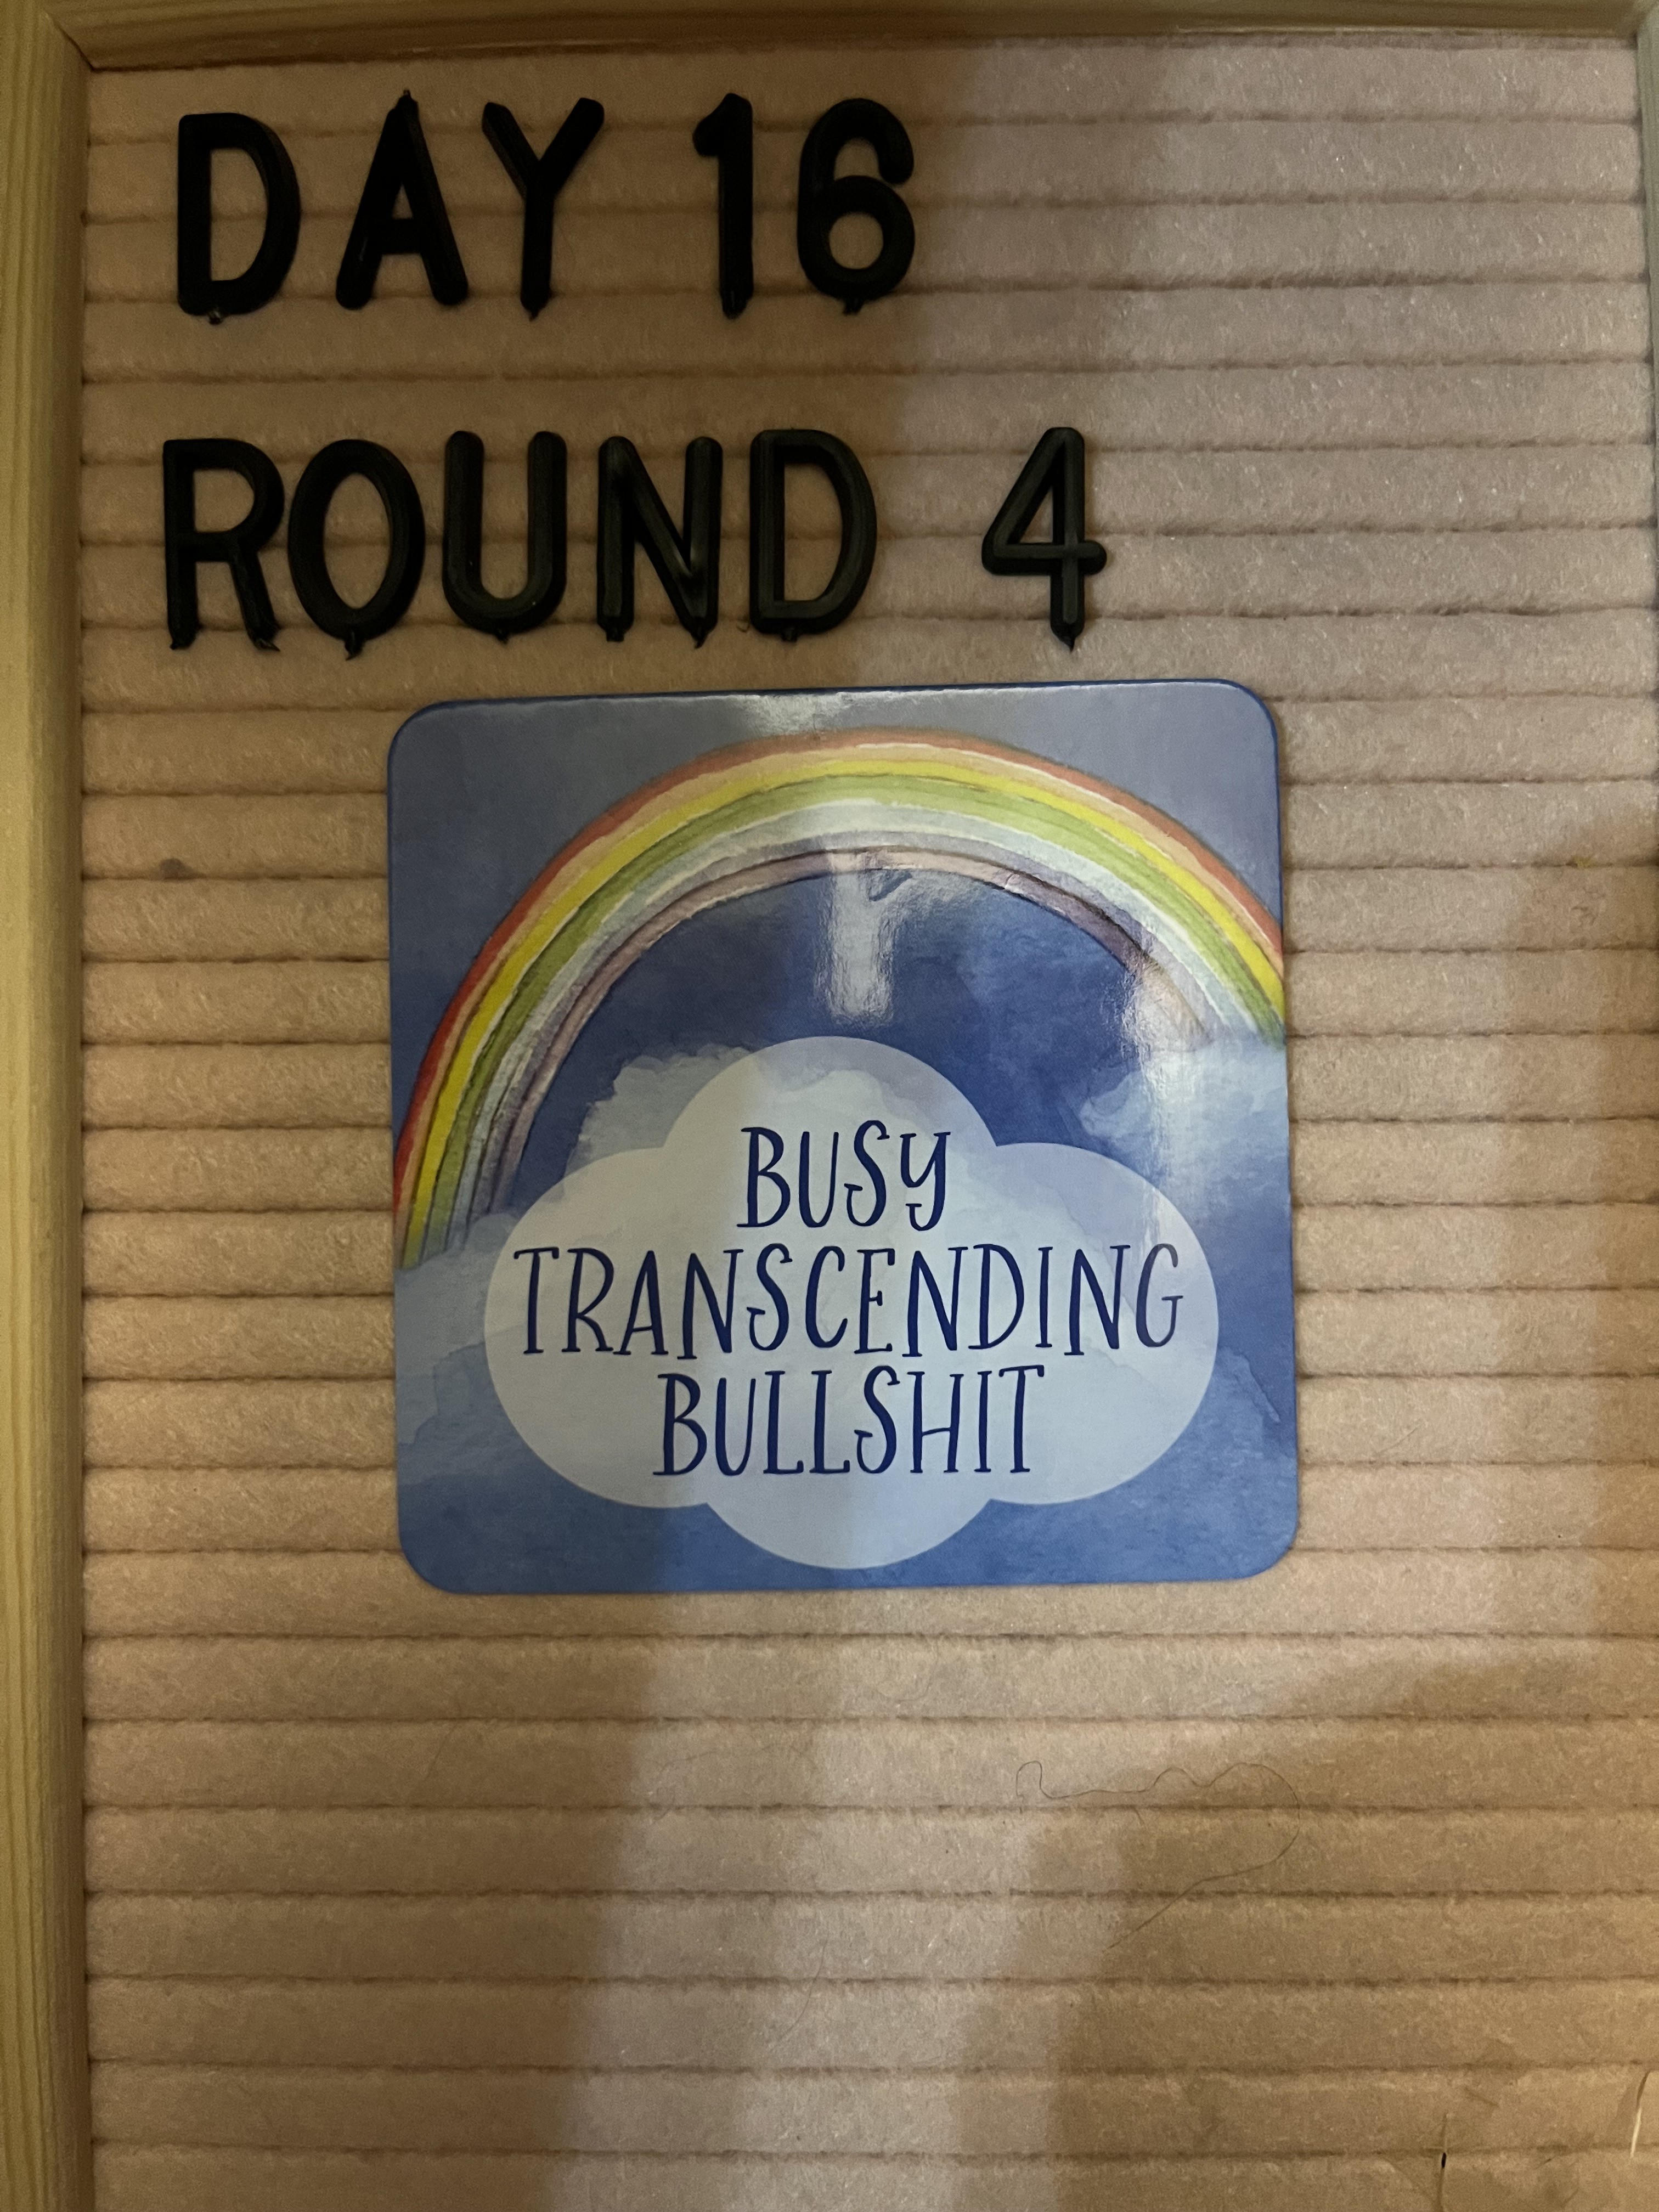 DAY 16
ROUND 4
BUSY
TRANSCENDING
BULLSHIT